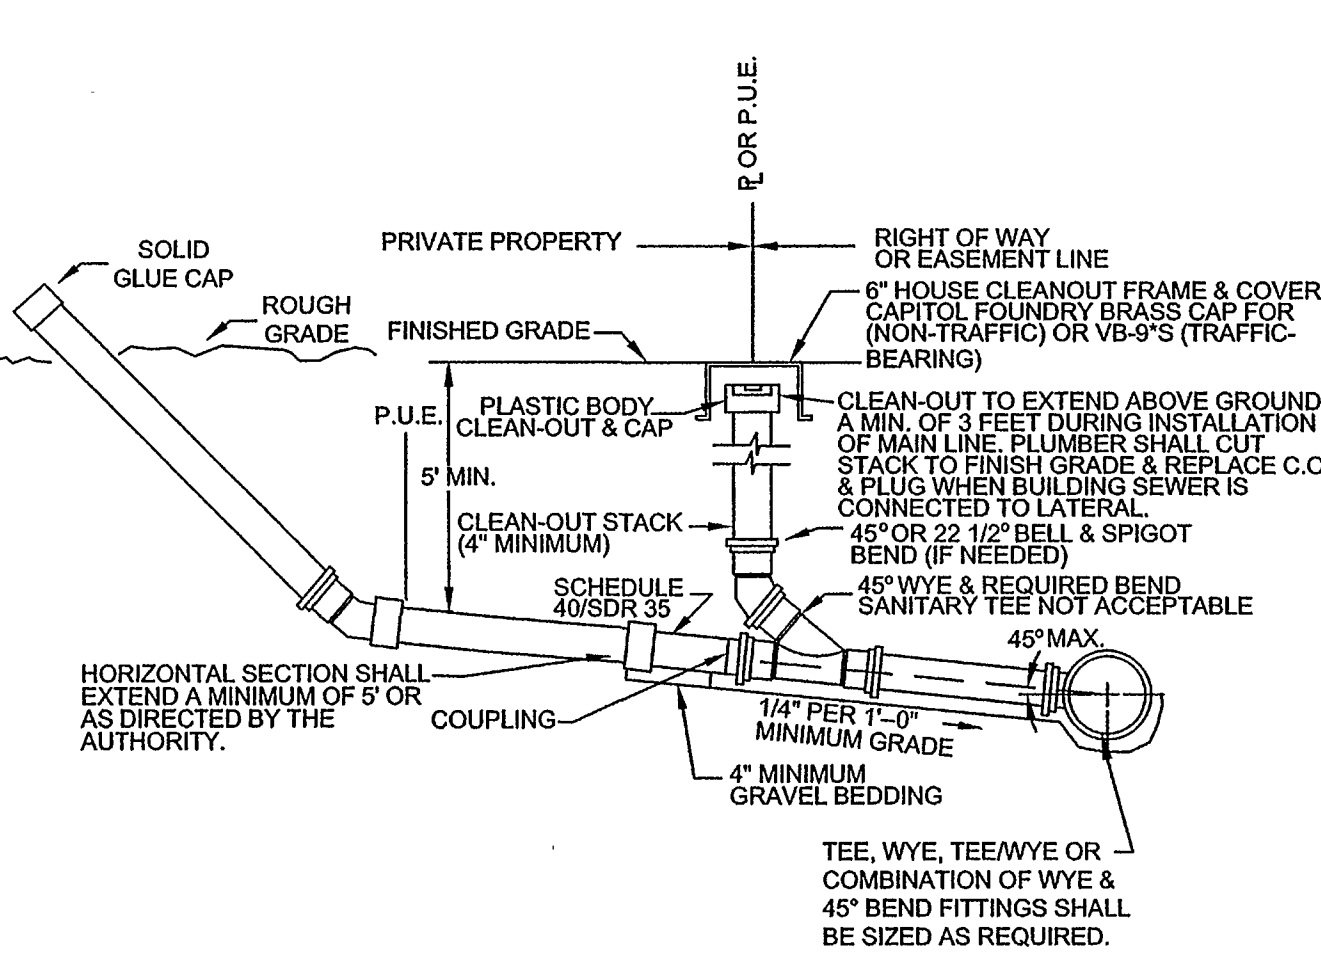 P̲L OR P.U.E.
PRIVATE PROPERTY
RIGHT OF WAY
OR EASEMENT LINE
SOLID
GLUE CAP
ROUGH
GRADE
FINISHED GRADE
6" HOUSE CLEANOUT FRAME & COVER
CAPITOL FOUNDRY BRASS CAP FOR
(NON-TRAFFIC) OR VB-9*S (TRAFFIC-
BEARING)
P.U.E.
PLASTIC BODY
CLEAN-OUT & CAP
CLEAN-OUT TO EXTEND ABOVE GROUND
A MIN. OF 3 FEET DURING INSTALLATION
OF MAIN LINE. PLUMBER SHALL CUT
STACK TO FINISH GRADE & REPLACE C.O
& PLUG WHEN BUILDING SEWER IS
CONNECTED TO LATERAL.
5' MIN.
CLEAN-OUT STACK
(4" MINIMUM)
45° OR 22 1/2° BELL & SPIGOT
BEND (IF NEEDED)
SCHEDULE
40/SDR 35
45° WYE & REQUIRED BEND
SANITARY TEE NOT ACCEPTABLE
45° MAX.
HORIZONTAL SECTION SHALL
EXTEND A MINIMUM OF 5' OR
AS DIRECTED BY THE
AUTHORITY.
COUPLING
1/4" PER 1'-0"
MINIMUM GRADE
4" MINIMUM
GRAVEL BEDDING
TEE, WYE, TEE/WYE OR
COMBINATION OF WYE &
45° BEND FITTINGS SHALL
BE SIZED AS REQUIRED.